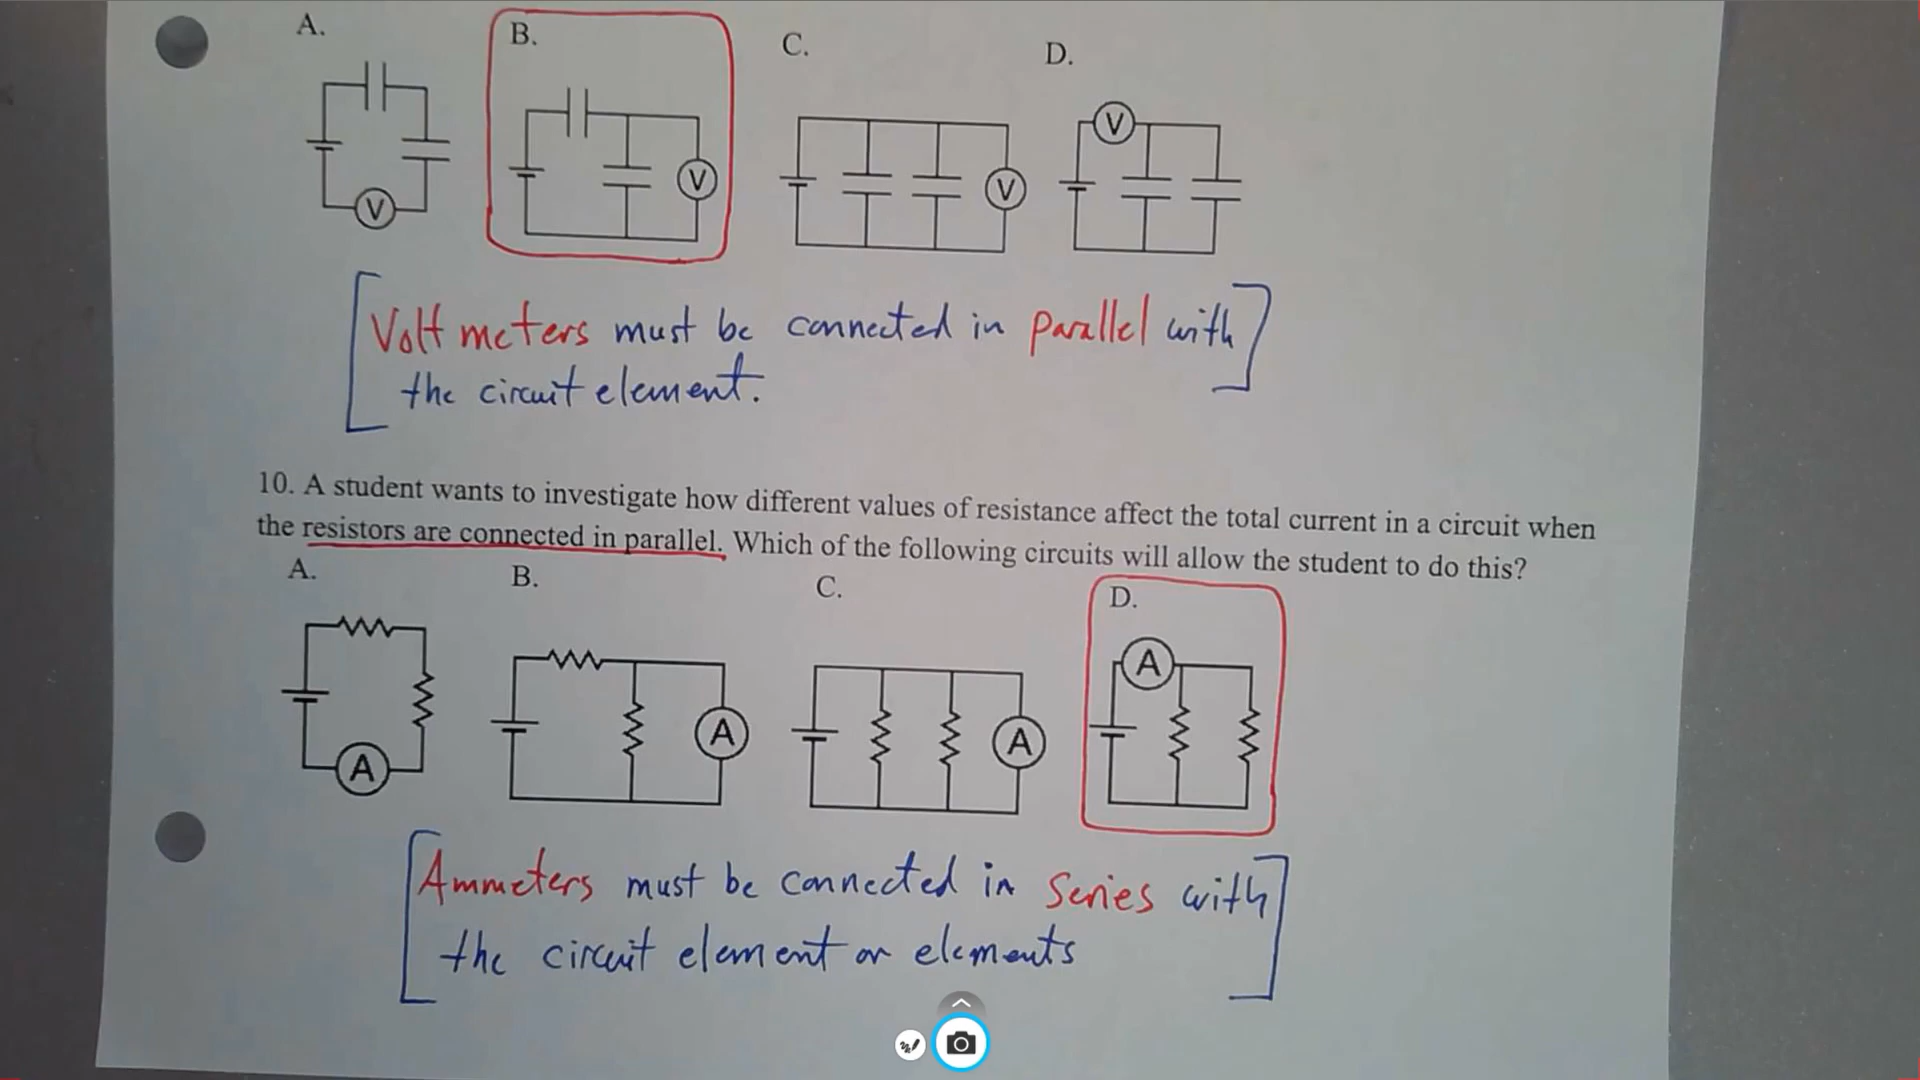 A. B. C. D.
V V V V
Volt meters must be connected in parallel with
the circuit element.
10. A student wants to investigate how different values of resistance affect the total current in a circuit when
the resistors are connected in parallel. Which of the following circuits will allow the student to do this?
A. B. C. D.
A A A A
Ammeters must be connected in series with
the circuit element or elements